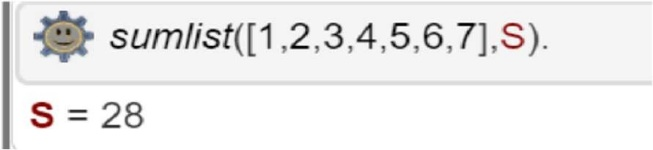 sumlist([1,2,3,4,5,6,7],S).
S = 28